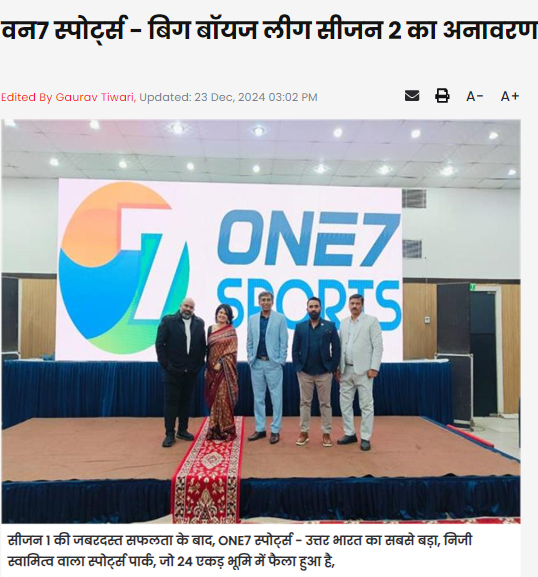 वन7 स्पोर्ट्स - बिग बॉयज लीग सीजन 2 का अनावरण
Edited By Gaurav Tiwari, Updated: 23 Dec, 2024 03:02 PM
A- A+
7 ONE7
SPORTS
सीजन 1 की जबरदस्त सफलता के बाद, ONE7 स्पोर्ट्स - उत्तर भारत का सबसे बड़ा, निजी
स्वामित्व वाला स्पोर्ट्स पार्क, जो 24 एकड़ भूमि में फैला हुआ है,